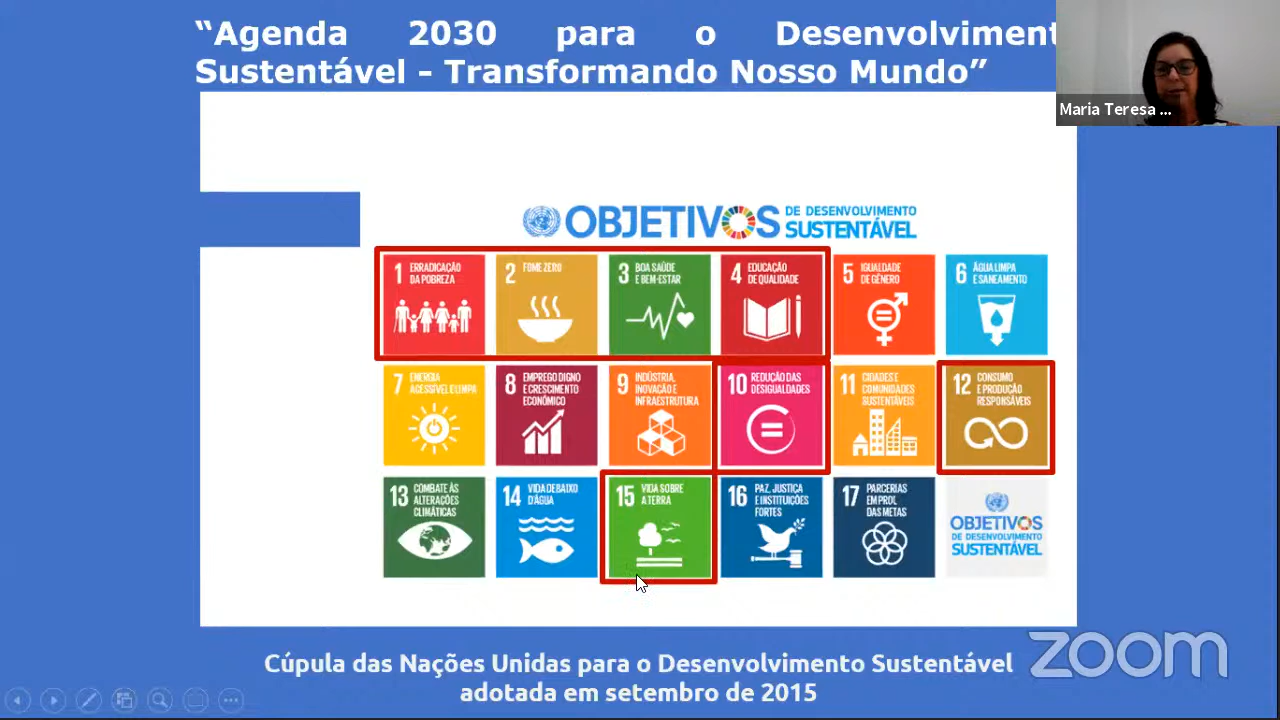 “Agenda 2030 para o Desenvolviment
Sustentável - Transformando Nosso Mundo”
Maria Teresa ...
OBJETIVOS
DE DESENVOLVIMENTO
SUSTENTÁVEL
1 ERRADICAÇÃO
DA POBREZA
2 FOME ZERO
3 BOA SAÚDE
E BEM-ESTAR
4 EDUCAÇÃO
DE QUALIDADE
5 IGUALDADE
DE GÊNERO
6 ÁGUA LIMPA
E SANEAMENTO
7 ENERGIA
ACESSÍVEL E LIMPA
8 EMPREGO DIGNO
E CRESCIMENTO
ECONÔMICO
9 INDÚSTRIA,
INOVAÇÃO E
INFRAESTRUTURA
10 REDUÇÃO DAS
DESIGUALDADES
11 CIDADES E
COMUNIDADES
SUSTENTÁVEIS
12 CONSUMO
E PRODUÇÃO
RESPONSÁVEIS
13 COMBATE ÀS
ALTERAÇÕES
CLIMÁTICAS
14 VIDA DEBAIXO
D'ÁGUA
15 VIDA SOBRE
A TERRA
16 PAZ, JUSTIÇA
E INSTITUIÇÕES
FORTES
17 PARCERIAS
EM PROL
DAS METAS
OBJETIVOS
DE DESENVOLVIMENTO
SUSTENTÁVEL
Cúpula das Nações Unidas para o Desenvolvimento Sustentável
adotada em setembro de 2015
zoom